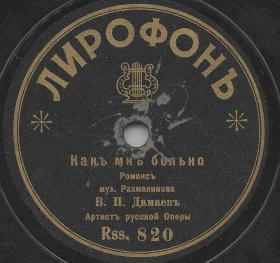 ЛИРОФОНЪ
Какъ мнѣ больно
Романсъ
муз. Рахманинова
В. П. Дамаевъ
Артистъ русской Оперы
Rss. 820